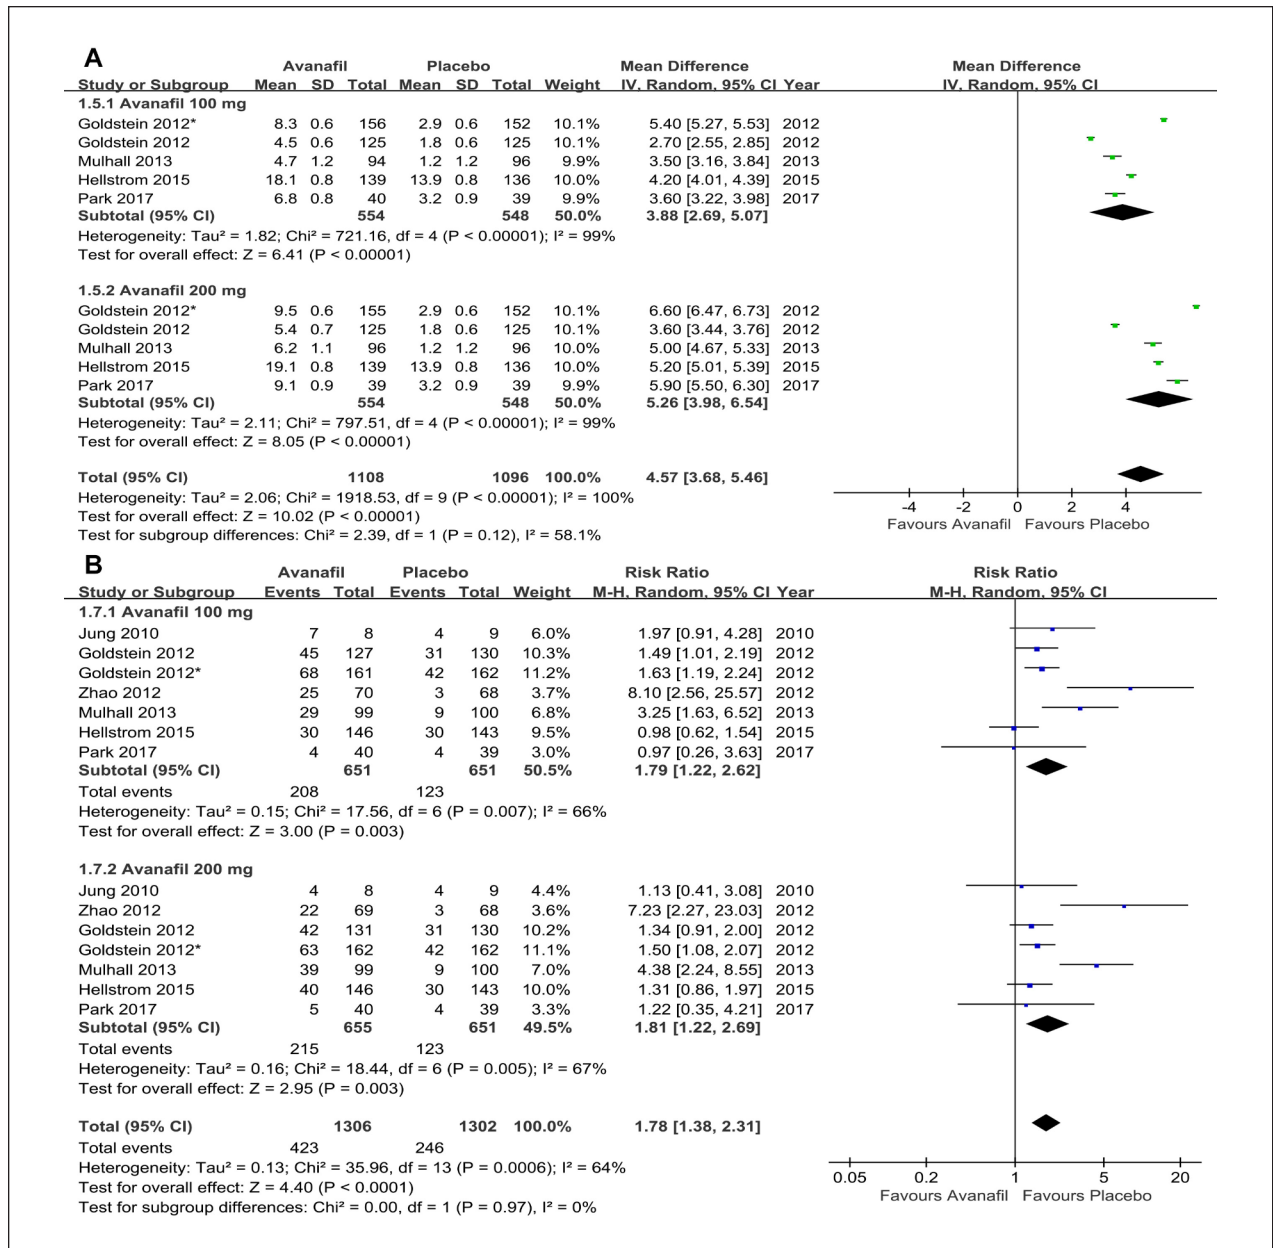 A
Avanafil Placebo Mean Difference Mean Difference
Study or Subgroup Mean SD Total Mean SD Total Weight IV, Random, 95% CI Year IV, Random, 95% CI
1.5.1 Avanafil 100 mg
Goldstein 2012* 8.3 0.6 156 2.9 0.6 152 10.1% 5.40 [5.27, 5.53] 2012
Goldstein 2012 4.5 0.6 125 1.8 0.6 125 10.1% 2.70 [2.55, 2.85] 2012
Mulhall 2013 4.7 1.2 94 1.2 1.2 96 9.9% 3.50 [3.16, 3.84] 2013
Hellstrom 2015 18.1 0.8 139 13.9 0.8 136 10.0% 4.20 [4.01, 4.39] 2015
Park 2017 6.8 0.8 40 3.2 0.9 39 9.9% 3.60 [3.22, 3.98] 2017
Subtotal (95% CI) 554 548 50.0% 3.88 [2.69, 5.07]
Heterogeneity: Tau² = 1.82; Chi² = 721.16, df = 4 (P < 0.00001); I² = 99%
Test for overall effect: Z = 6.41 (P < 0.00001)
1.5.2 Avanafil 200 mg
Goldstein 2012* 9.5 0.6 155 2.9 0.6 152 10.1% 6.60 [6.47, 6.73] 2012
Goldstein 2012 5.4 0.7 125 1.8 0.6 125 10.1% 3.60 [3.44, 3.76] 2012
Mulhall 2013 6.2 1.1 96 1.2 1.2 96 10.0% 5.00 [4.67, 5.33] 2013
Hellstrom 2015 19.1 0.8 139 13.9 0.8 136 10.0% 5.20 [5.01, 5.39] 2015
Park 2017 9.1 0.9 39 3.2 0.9 39 9.9% 5.90 [5.50, 6.30] 2017
Subtotal (95% CI) 554 548 50.0% 5.26 [3.98, 6.54]
Heterogeneity: Tau² = 2.11; Chi² = 797.51, df = 4 (P < 0.00001); I² = 99%
Test for overall effect: Z = 8.05 (P < 0.00001)
Total (95% CI) 1108 1096 100.0% 4.57 [3.68, 5.46]
Heterogeneity: Tau² = 2.06; Chi² = 1918.53, df = 9 (P < 0.00001); I² = 100%
Test for overall effect: Z = 10.02 (P < 0.00001)
Test for subgroup differences: Chi² = 2.39, df = 1 (P = 0.12), I² = 58.1%
-4 -2 0 2 4
Favours Avanafil Favours Placebo
B
Avanafil Placebo Risk Ratio Risk Ratio
Study or Subgroup Events Total Events Total Weight M-H, Random, 95% CI Year M-H, Random, 95% CI
1.7.1 Avanafil 100 mg
Jung 2010 7 8 4 9 6.0% 1.97 [0.91, 4.28] 2010
Goldstein 2012 45 127 31 130 10.3% 1.49 [1.01, 2.19] 2012
Goldstein 2012* 68 161 42 162 11.2% 1.63 [1.19, 2.24] 2012
Zhao 2012 25 70 3 68 3.7% 8.10 [2.56, 25.57] 2012
Mulhall 2013 29 99 9 100 6.8% 3.25 [1.63, 6.52] 2013
Hellstrom 2015 30 146 30 143 9.5% 0.98 [0.62, 1.54] 2015
Park 2017 4 40 4 39 3.0% 0.97 [0.26, 3.63] 2017
Subtotal (95% CI) 651 651 50.5% 1.79 [1.22, 2.62]
Total events 208 123
Heterogeneity: Tau² = 0.15; Chi² = 17.56, df = 6 (P = 0.007); I² = 66%
Test for overall effect: Z = 3.00 (P = 0.003)
1.7.2 Avanafil 200 mg
Jung 2010 4 8 4 9 4.4% 1.13 [0.41, 3.08] 2010
Zhao 2012 22 69 3 68 3.6% 7.23 [2.27, 23.03] 2012
Goldstein 2012 42 131 31 130 10.2% 1.34 [0.91, 2.00] 2012
Goldstein 2012* 63 162 42 162 11.1% 1.50 [1.08, 2.07] 2012
Mulhall 2013 39 99 9 100 7.0% 4.38 [2.24, 8.55] 2013
Hellstrom 2015 40 146 30 143 10.0% 1.31 [0.86, 1.97] 2015
Park 2017 5 40 4 39 3.3% 1.22 [0.35, 4.21] 2017
Subtotal (95% CI) 655 651 49.5% 1.81 [1.22, 2.69]
Total events 215 123
Heterogeneity: Tau² = 0.16; Chi² = 18.44, df = 6 (P = 0.005); I² = 67%
Test for overall effect: Z = 2.95 (P = 0.003)
Total (95% CI) 1306 1302 100.0% 1.78 [1.38, 2.31]
Total events 423 246
Heterogeneity: Tau² = 0.13; Chi² = 35.96, df = 13 (P = 0.0006); I² = 64%
Test for overall effect: Z = 4.40 (P < 0.0001)
Test for subgroup differences: Chi² = 0.00, df = 1 (P = 0.97), I² = 0%
0.05 0.2 1 5 20
Favours Avanafil Favours Placebo